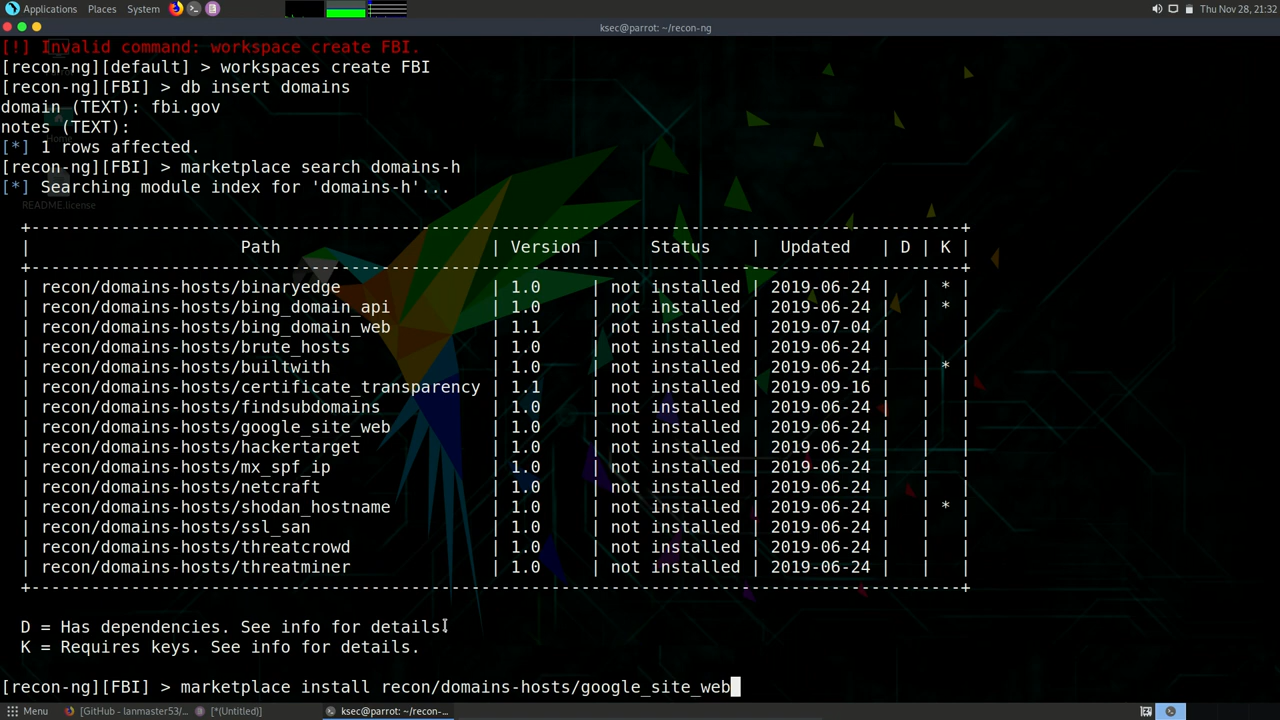 Applications Places System Thu Nov 28, 21:32
ksec@parrot: ~/recon-ng
[!] Invalid command: workspace create FBI.
[recon-ng][default] > workspaces create FBI
[recon-ng][FBI] > db insert domains
domain (TEXT): fbi.gov
notes (TEXT):
[*] 1 rows affected.
[recon-ng][FBI] > marketplace search domains-h
[*] Searching module index for 'domains-h'...
README.license
+---------------------------------------------------------------------------------------------+
| Path | Version | Status | Updated | D | K |
+---------------------------------------------------------------------------------------------+
| recon/domains-hosts/binaryedge | 1.0 | not installed | 2019-06-24 | | * |
| recon/domains-hosts/bing_domain_api | 1.0 | not installed | 2019-06-24 | | * |
| recon/domains-hosts/bing_domain_web | 1.1 | not installed | 2019-07-04 | | |
| recon/domains-hosts/brute_hosts | 1.0 | not installed | 2019-06-24 | | |
| recon/domains-hosts/builtwith | 1.0 | not installed | 2019-06-24 | | * |
| recon/domains-hosts/certificate_transparency | 1.1 | not installed | 2019-09-16 | | |
| recon/domains-hosts/findsubdomains | 1.0 | not installed | 2019-06-24 | | |
| recon/domains-hosts/google_site_web | 1.0 | not installed | 2019-06-24 | | |
| recon/domains-hosts/hackertarget | 1.0 | not installed | 2019-06-24 | | |
| recon/domains-hosts/mx_spf_ip | 1.0 | not installed | 2019-06-24 | | |
| recon/domains-hosts/netcraft | 1.0 | not installed | 2019-06-24 | | |
| recon/domains-hosts/shodan_hostname | 1.0 | not installed | 2019-06-24 | | * |
| recon/domains-hosts/ssl_san | 1.0 | not installed | 2019-06-24 | | |
| recon/domains-hosts/threatcrowd | 1.0 | not installed | 2019-06-24 | | |
| recon/domains-hosts/threatminer | 1.0 | not installed | 2019-06-24 | | |
+---------------------------------------------------------------------------------------------+
D = Has dependencies. See info for details.
K = Requires keys. See info for details.
[recon-ng][FBI] > marketplace install recon/domains-hosts/google_site_web
Menu [GitHub - lanmaster53/... [*(Untitled)] ksec@parrot: ~/recon-...